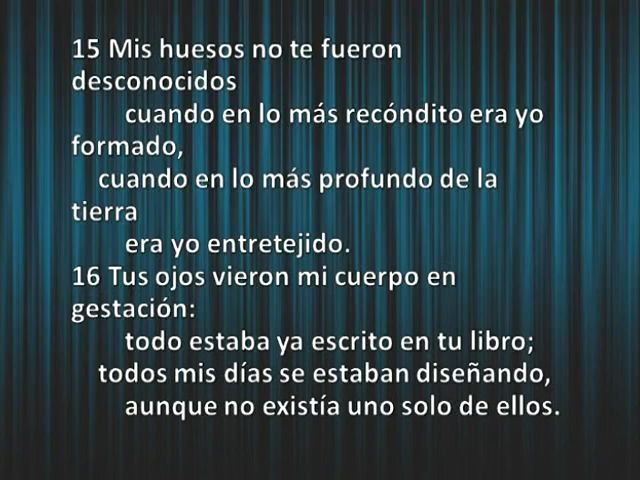 15 Mis huesos no te fueron
desconocidos
cuando en lo más recóndito era yo
formado,
cuando en lo más profundo de la
tierra
era yo entretejido.
16 Tus ojos vieron mi cuerpo en
gestación:
todo estaba ya escrito en tu libro;
todos mis días se estaban diseñando,
aunque no existía uno solo de ellos.